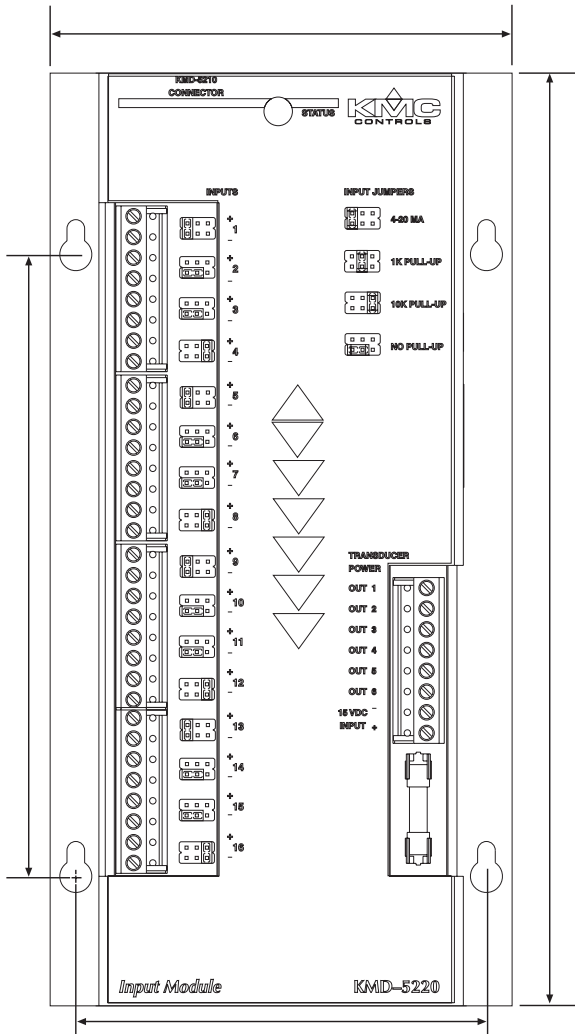 KMD-5210
CONNECTOR
STATUS
KMC
CONTROLS
INPUTS
INPUT JUMPERS
+
1
-
4-20 MA
+
2
-
1K PULL-UP
+
3
-
10K PULL-UP
+
4
-
NO PULL-UP
+
5
-
+
6
-
+
7
-
+
8
-
+
9
-
+
10
-
+
11
-
+
12
-
+
13
-
+
14
-
+
15
-
+
16
-
TRANSDUCER
POWER
OUT 1
OUT 2
OUT 3
OUT 4
OUT 5
OUT 6
15 VDC -
INPUT +
Input Module
KMD–5220